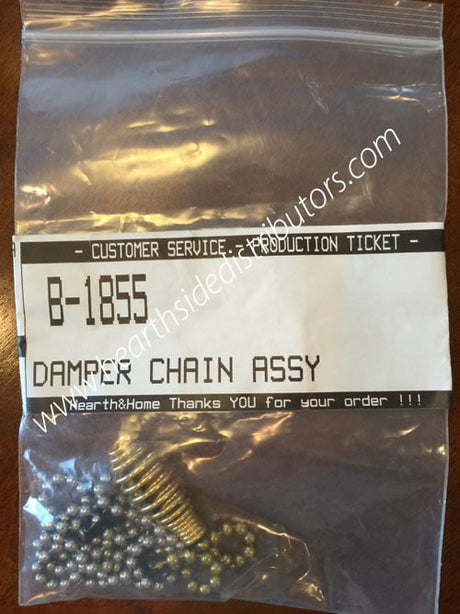 - CUSTOMER SERVICE - PRODUCTION TICKET -
B-1855
DAMPER CHAIN ASSY
Hearth&Home Thanks YOU for your order !!!
www.hearthsidedistributors.com